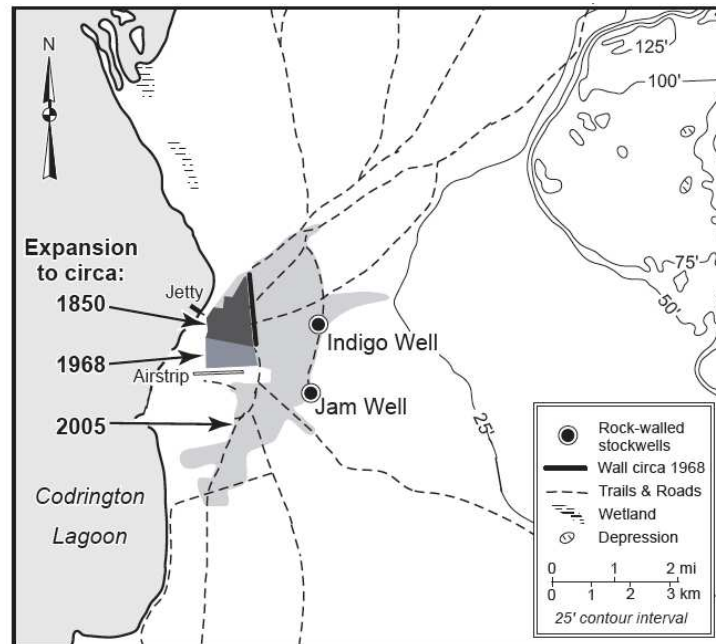 N
125'
100'
75'
50'
25'
Expansion
to circa:
1850
1968
2005
Jetty
Airstrip
Indigo Well
Jam Well
Codrington
Lagoon
Rock-walled
stockwells
Wall circa 1968
Trails & Roads
Wetland
Depression
0 1 2 mi
0 1 2 3 km
25' contour interval